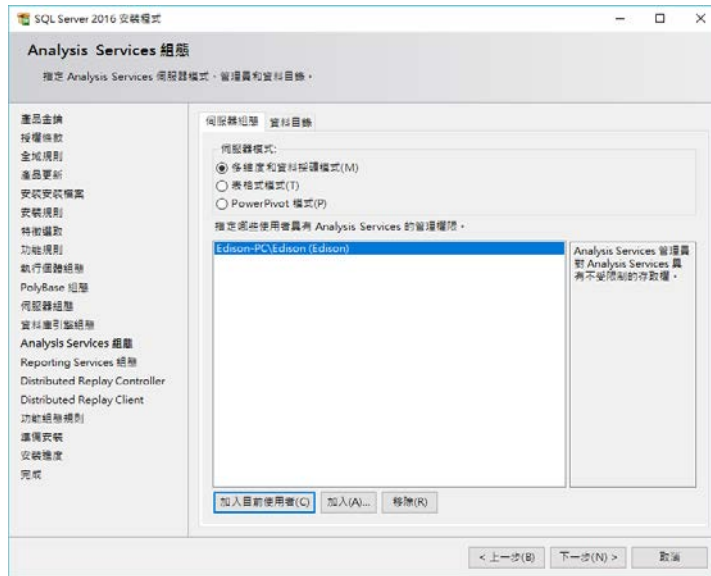 SQL Server 2016 安裝程式
Analysis Services 組態
指定 Analysis Services 伺服器模式、管理員和資料目錄。
產品金鑰
授權條款
全域規則
產品更新
安裝安裝檔案
安裝規則
特徵選取
功能規則
執行個體組態
PolyBase 組態
伺服器組態
資料庫引擎組態
Analysis Services 組態
Reporting Services 組態
Distributed Replay Controller
Distributed Replay Client
功能組態規則
準備安裝
安裝進度
完成
伺服器組態 資料目錄
伺服器模式:
多維度和資料採礦模式(M)
表格式模式(T)
PowerPivot 模式(P)
指定哪些使用者具有 Analysis Services 的管理權限。
Edison-PC\Edison (Edison)
Analysis Services 管理員
對 Analysis Services 具
有不受限制的存取權。
加入目前使用者(C) 加入(A)... 移除(R)
< 上一步(B) 下一步(N) > 取消